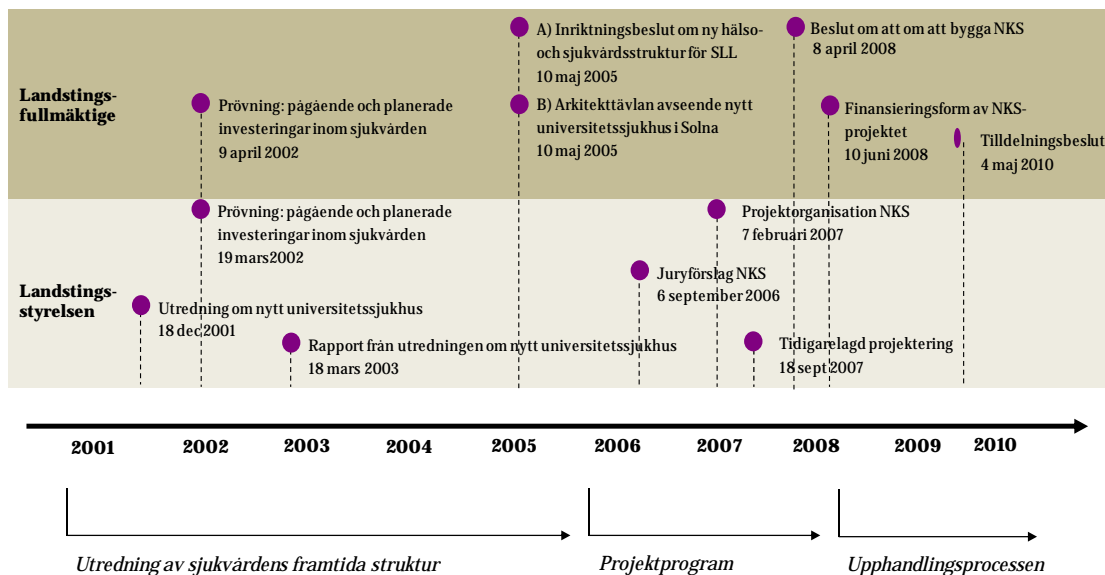 Landstings-
fullmäktige
A) Inriktningsbeslut om ny hälso-
och sjukvårdsstruktur för SLL
10 maj 2005
B) Arkitekttävlan avseende nytt
universitetssjukhus i Solna
10 maj 2005
Beslut om att om att bygga NKS
8 april 2008
Prövning: pågående och planerade
investeringar inom sjukvården
9 april 2002
Finansieringsform av NKS-
projektet
10 juni 2008
Tilldelningsbeslut
4 maj 2010
Landstings-
styrelsen
Prövning: pågående och planerade
investeringar inom sjukvården
19 mars2002
Projektorganisation NKS
7 februari 2007
Juryförslag NKS
6 september 2006
Utredning om nytt universitetssjukhus
18 dec 2001
Rapport från utredningen om nytt universitetssjukhus
18 mars 2003
Tidigarelagd projektering
18 sept 2007
2001 2002 2003 2004 2005 2006 2007 2008 2009 2010
Utredning av sjukvårdens framtida struktur
Projektprogram
Upphandlingsprocessen